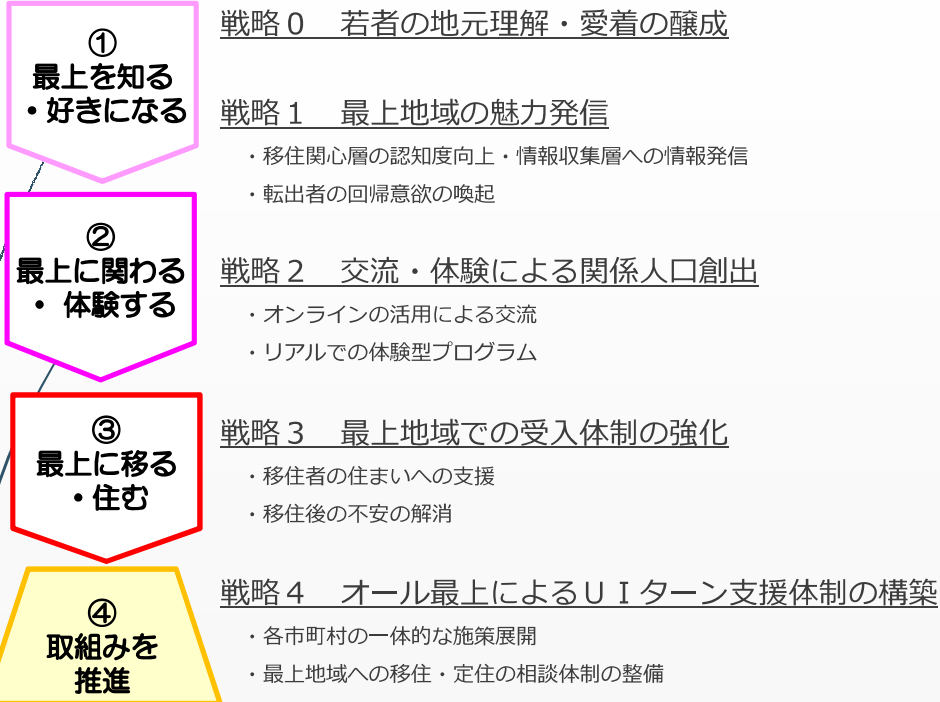 ①
最上を知る
・好きになる
戦略０　若者の地元理解・愛着の醸成
戦略１　最上地域の魅力発信
・移住関心層の認知度向上・情報収集層への情報発信
・転出者の回帰意欲の喚起
②
最上に関わる
・ 体験する
戦略２　交流・体験による関係人口創出
・オンラインの活用による交流
・リアルでの体験型プログラム
③
最上に移る
・住む
戦略３　最上地域での受入体制の強化
・移住者の住まいへの支援
・移住後の不安の解消
④
取組みを
推進
戦略４　オール最上によるＵＩターン支援体制の構築
・各市町村の一体的な施策展開
・最上地域への移住・定住の相談体制の整備